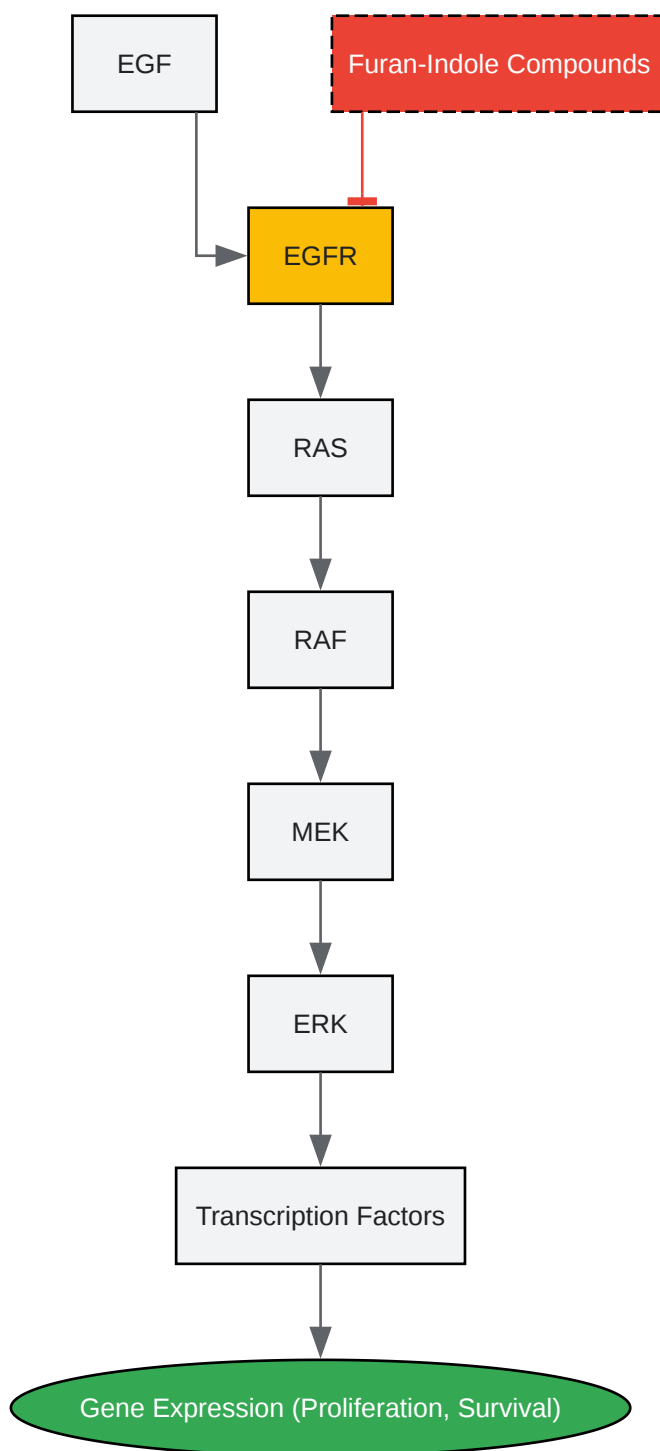 EGF
Furan-Indole Compounds
EGFR
RAS
RAF
MEK
ERK
Transcription Factors
Gene Expression (Proliferation, Survival)